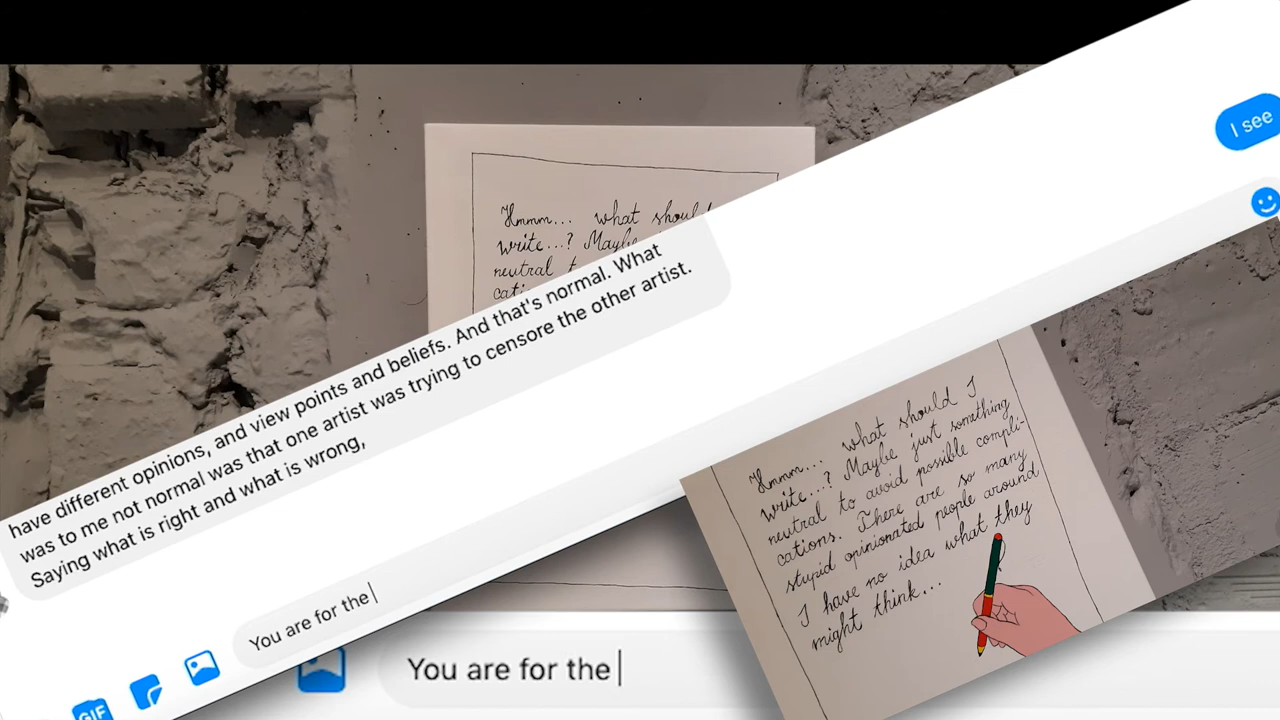 Hmmm... what should
write...? Maybe
neutral t
cati
I see
have different opinions, and view points and beliefs. And that's normal. What
was to me not normal was that one artist was trying to censore the other artist.
Saying what is right and what is wrong,
You are for the
GIF
You are for the
Hmmm... what should I
write...? Maybe just something
neutral to avoid possible compli-
cations. There are so many
stupid opinionated people around
I have no idea what they
might think...